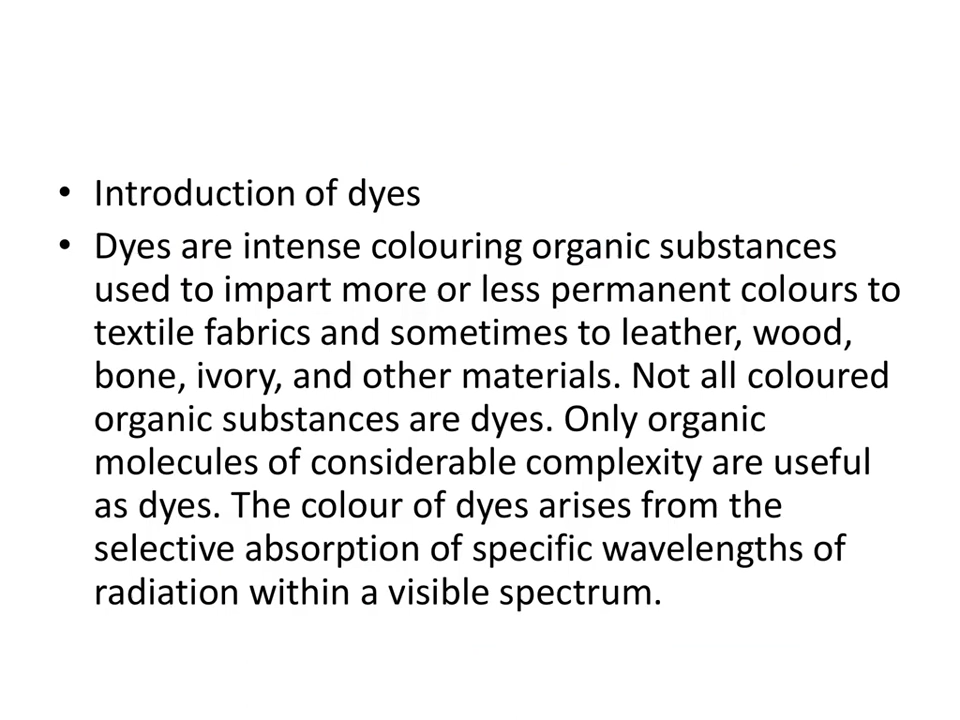 • Introduction of dyes
• Dyes are intense colouring organic substances
used to impart more or less permanent colours to
textile fabrics and sometimes to leather, wood,
bone, ivory, and other materials. Not all coloured
organic substances are dyes. Only organic
molecules of considerable complexity are useful
as dyes. The colour of dyes arises from the
selective absorption of specific wavelengths of
radiation within a visible spectrum.